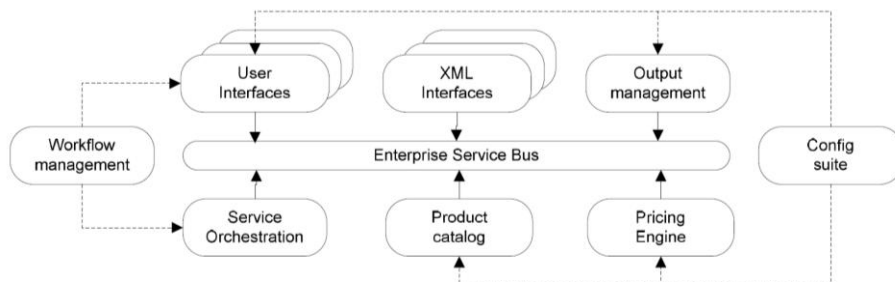 User
Interfaces
XML
Interfaces
Output
management
Workflow
management
Enterprise Service Bus
Config
suite
Service
Orchestration
Product
catalog
Pricing
Engine